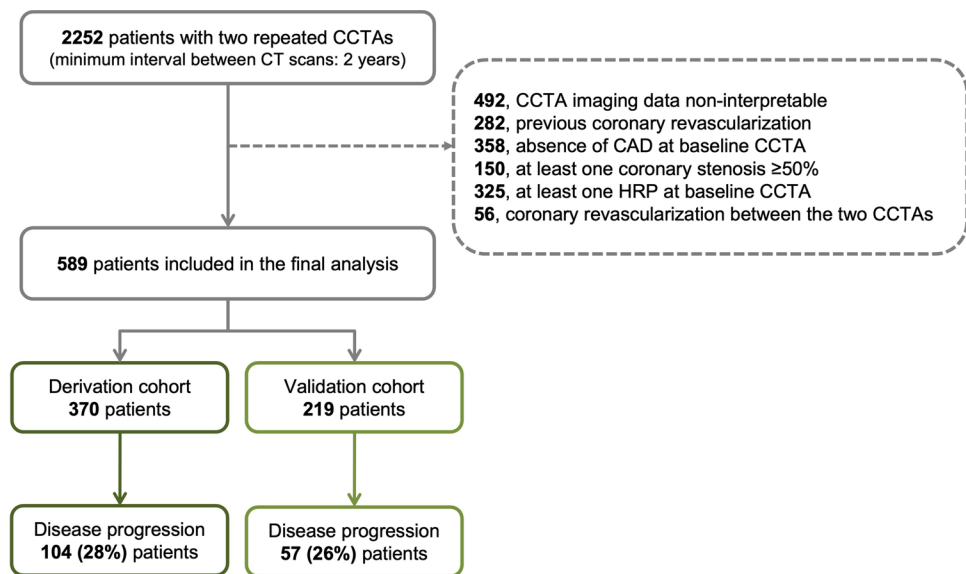 2252 patients with two repeated CCTAs
(minimum interval between CT scans: 2 years)
492, CCTA imaging data non-interpretable
282, previous coronary revascularization
358, absence of CAD at baseline CCTA
150, at least one coronary stenosis ≥50%
325, at least one HRP at baseline CCTA
56, coronary revascularization between the two CCTAs
589 patients included in the final analysis
Derivation cohort
370 patients
Validation cohort
219 patients
Disease progression
104 (28%) patients
Disease progression
57 (26%) patients